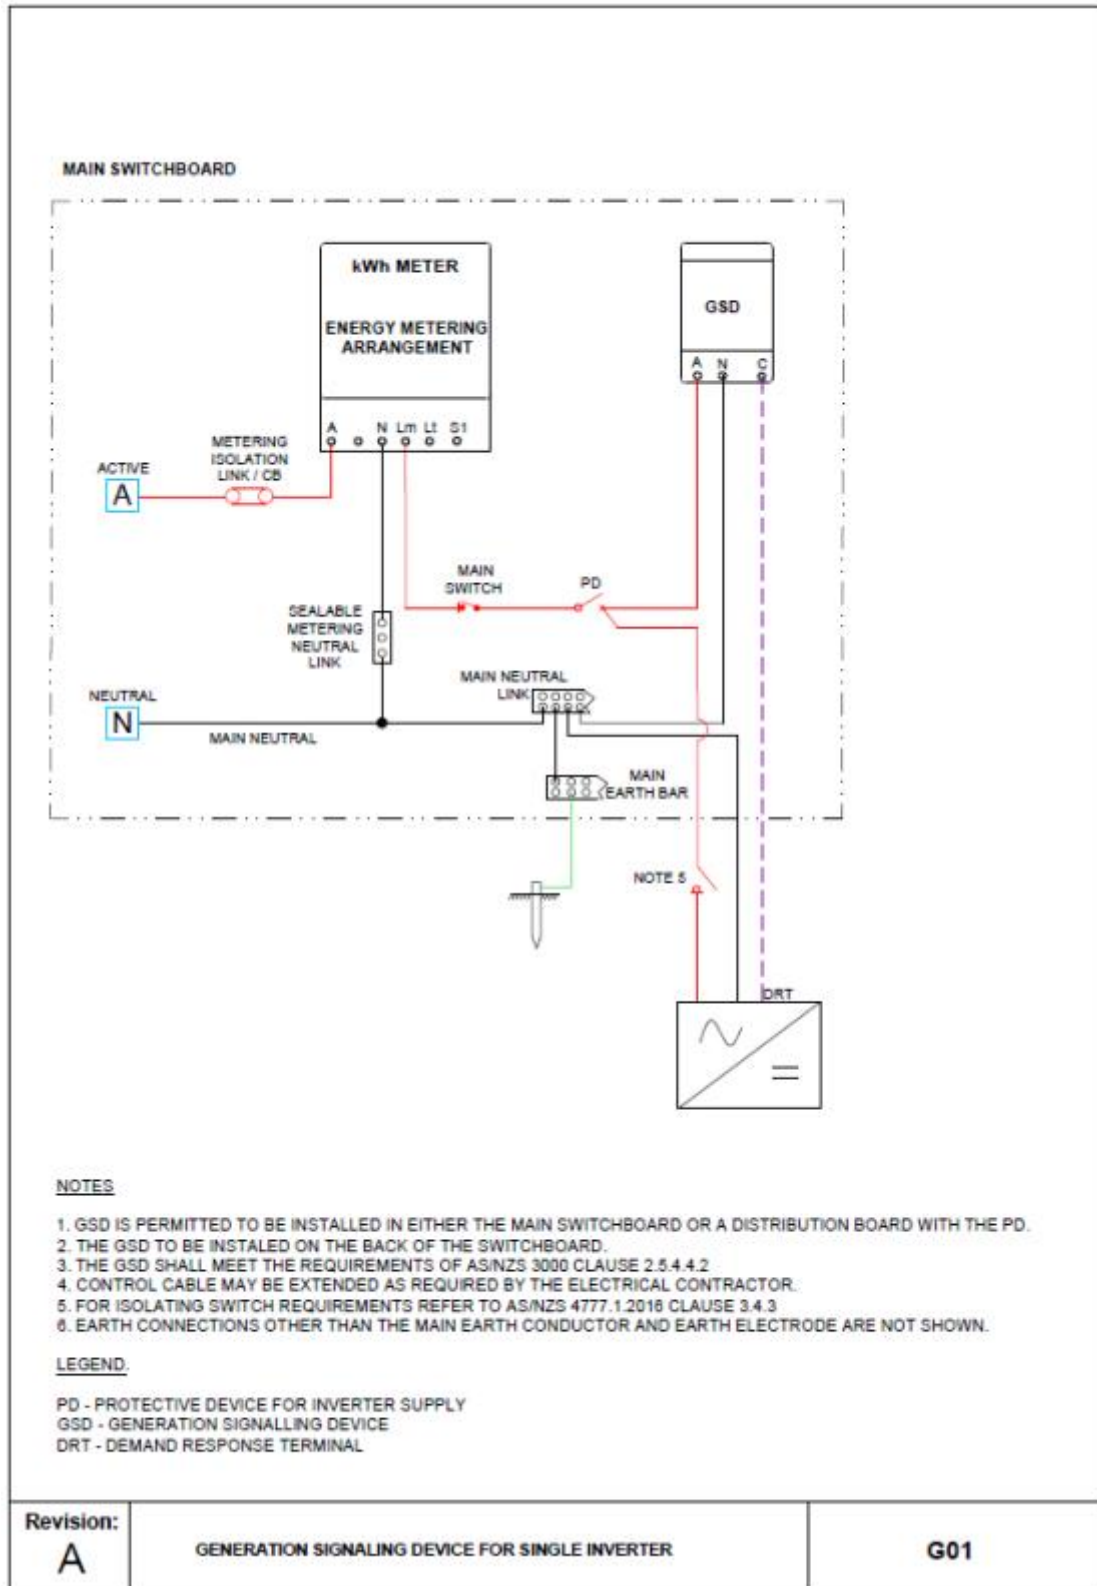 MAIN SWITCHBOARD
kWh METER
ENERGY METERING
ARRANGEMENT
A N Lm Lt S1
GSD
A N C
METERING
ISOLATION
LINK / CB
ACTIVE
A
MAIN
SWITCH
PD
SEALABLE
METERING
NEUTRAL
LINK
MAIN NEUTRAL
LINK
NEUTRAL
N
MAIN NEUTRAL
MAIN
EARTH BAR
NOTE 5
DRT
NOTES
1. GSD IS PERMITTED TO BE INSTALLED IN EITHER THE MAIN SWITCHBOARD OR A DISTRIBUTION BOARD WITH THE PD.
2. THE GSD TO BE INSTALED ON THE BACK OF THE SWITCHBOARD.
3. THE GSD SHALL MEET THE REQUIREMENTS OF AS/NZS 3000 CLAUSE 2.5.4.4.2
4. CONTROL CABLE MAY BE EXTENDED AS REQUIRED BY THE ELECTRICAL CONTRACTOR.
5. FOR ISOLATING SWITCH REQUIREMENTS REFER TO AS/NZS 4777.1.2016 CLAUSE 3.4.3
6. EARTH CONNECTIONS OTHER THAN THE MAIN EARTH CONDUCTOR AND EARTH ELECTRODE ARE NOT SHOWN.
LEGEND.
PD - PROTECTIVE DEVICE FOR INVERTER SUPPLY
GSD - GENERATION SIGNALLING DEVICE
DRT - DEMAND RESPONSE TERMINAL
Revision:
A
GENERATION SIGNALING DEVICE FOR SINGLE INVERTER
G01